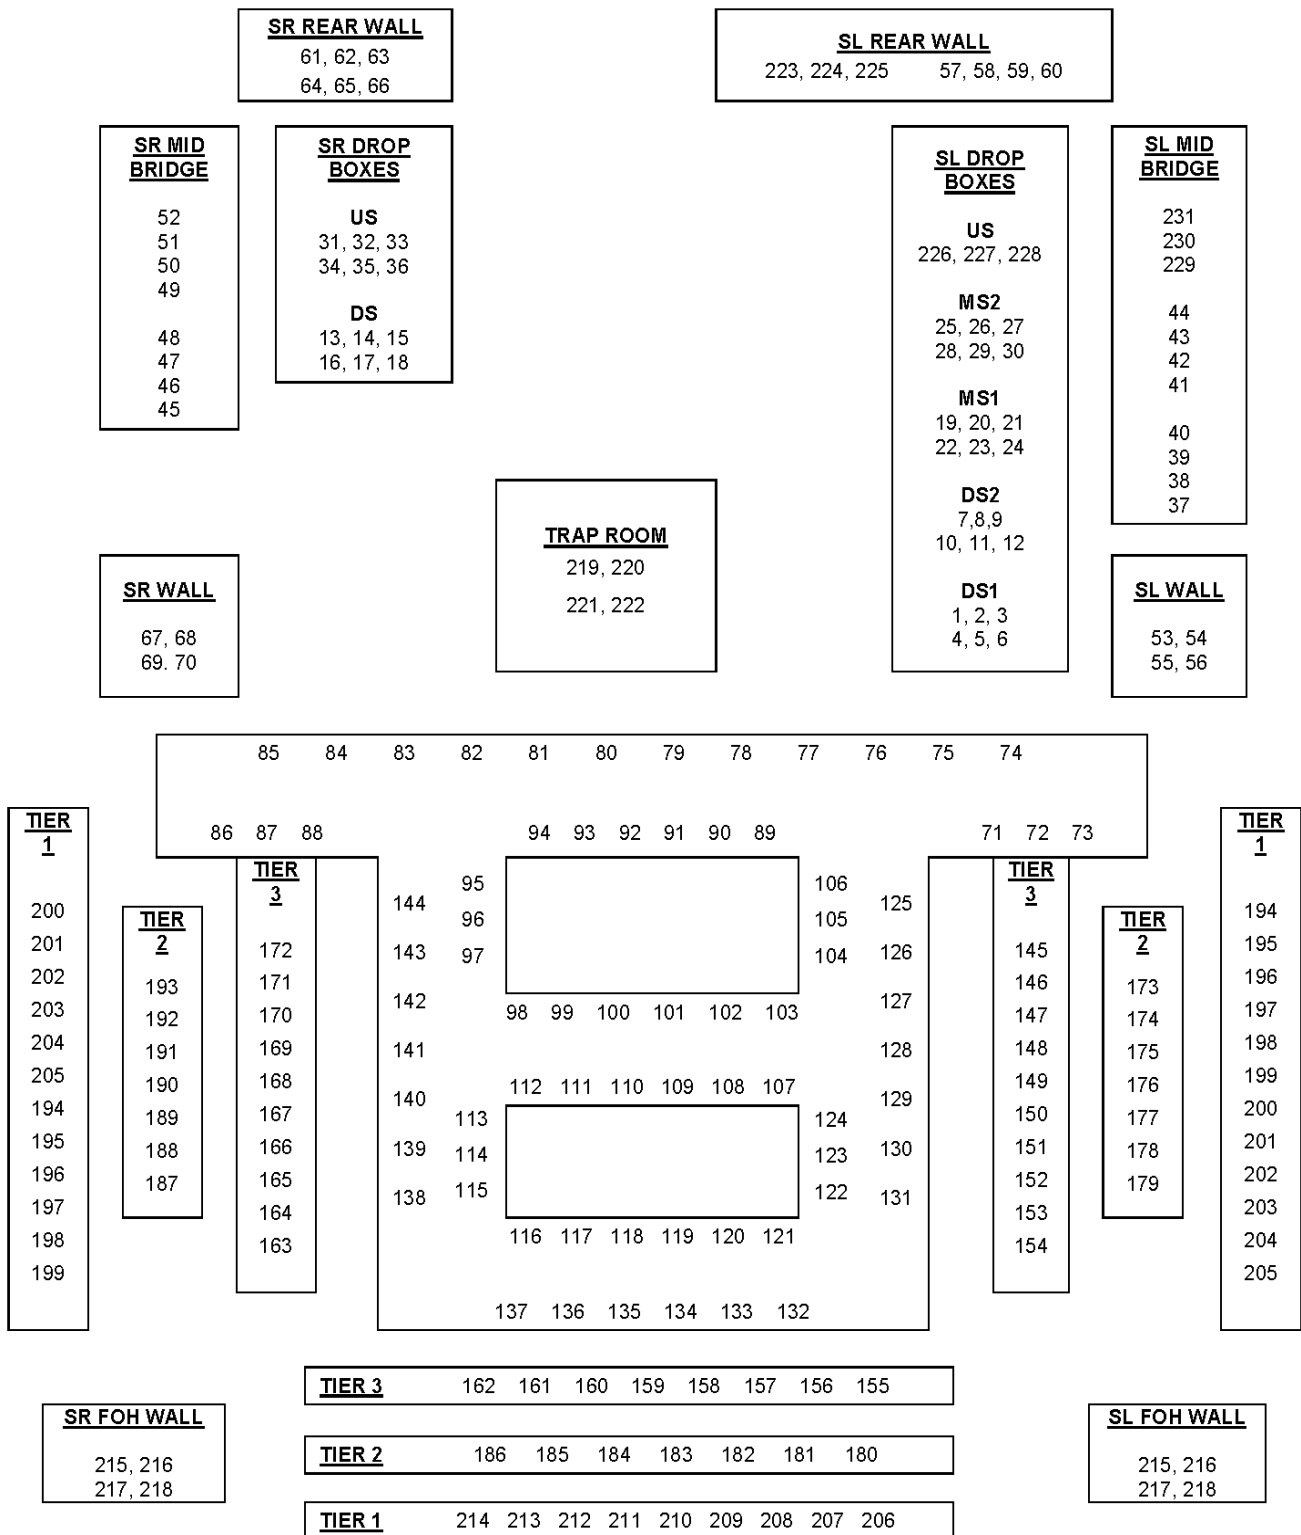 SR REAR WALL
61, 62, 63
64, 65, 66
SL REAR WALL
223, 224, 225 57, 58, 59, 60
SR MID
BRIDGE
52
51
50
49
48
47
46
45
SR DROP
BOXES
US
31, 32, 33
34, 35, 36
DS
13, 14, 15
16, 17, 18
SL DROP
BOXES
US
226, 227, 228
MS2
25, 26, 27
28, 29, 30
MS1
19, 20, 21
22, 23, 24
DS2
7,8,9
10, 11, 12
DS1
1, 2, 3
4, 5, 6
SL MID
BRIDGE
231
230
229
44
43
42
41
40
39
38
37
TRAP ROOM
219, 220
221, 222
SR WALL
67, 68
69. 70
SL WALL
53, 54
55, 56
85 84 83 82 81 80 79 78 77 76 75 74
86 87 88 94 93 92 91 90 89 71 72 73
TIER
1
200
201
202
203
204
205
194
195
196
197
198
199
TIER
2
193
192
191
190
189
188
187
TIER
3
172
171
170
169
168
167
166
165
164
163
144
143
142
141
140
139
138
95
96
97
98 99 100 101 102 103
106
105
104
112 111 110 109 108 107
113
114
115
116 117 118 119 120 121
124
123
122
125
126
127
128
129
130
131
137 136 135 134 133 132
TIER
3
145
146
147
148
149
150
151
152
153
154
TIER
2
173
174
175
176
177
178
179
TIER
1
194
195
196
197
198
199
200
201
202
203
204
205
TIER 3 162 161 160 159 158 157 156 155
SR FOH WALL
215, 216
217, 218
TIER 2 186 185 184 183 182 181 180
SL FOH WALL
215, 216
217, 218
TIER 1 214 213 212 211 210 209 208 207 206